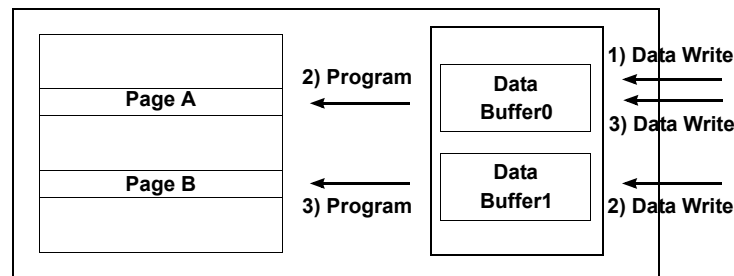 1) Data Write
2) Program
Data
Buffer0
Page A
3) Data Write
Page B
Data
Buffer1
3) Program
2) Data Write